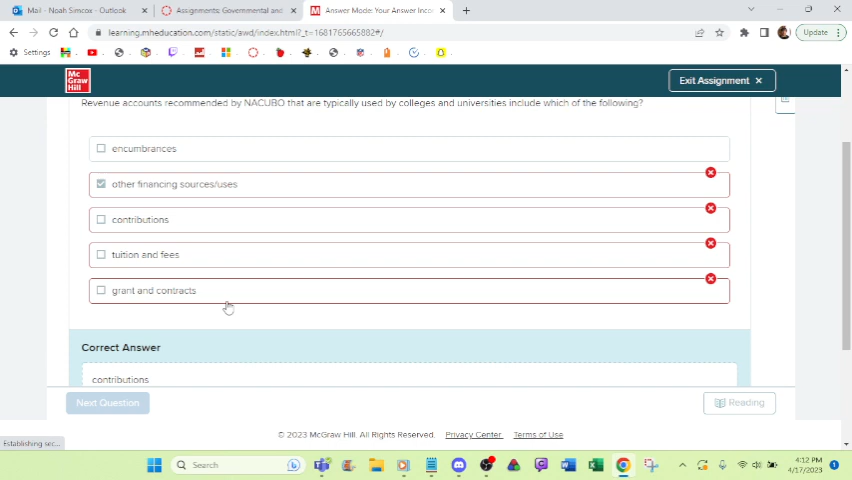 Mail - Noah Simcox - Outlook
Assignments: Governmental and
Answer Mode: Your Answer Inco
learning.mheducation.com/static/awd/index.html?_t=1681765665882#/
Update
Settings
Mc
Graw
Hill
Exit Assignment
Revenue accounts recommended by NACUBO that are typically used by colleges and universities include which of the following?
encumbrances
other financing sources/uses
contributions
tuition and fees
grant and contracts
Correct Answer
contributions
Next Question
Reading
© 2023 McGraw Hill. All Rights Reserved. Privacy Center Terms of Use
Establishing sec...
Search
4:12 PM
4/17/2023